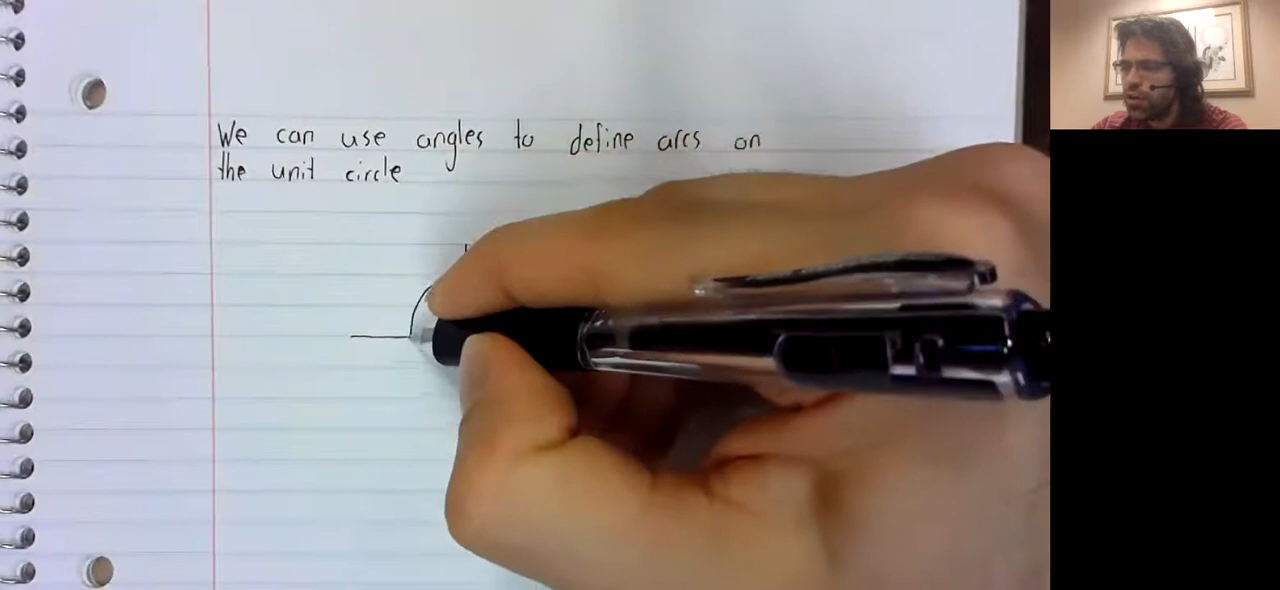 We can use angles to define arcs on
the unit circle